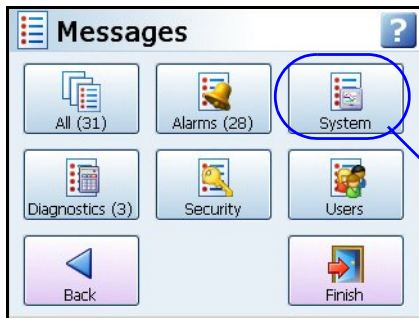 Messages ?
All (31) Alarms (28) System
Diagnostics (3) Security Users
Back Finish